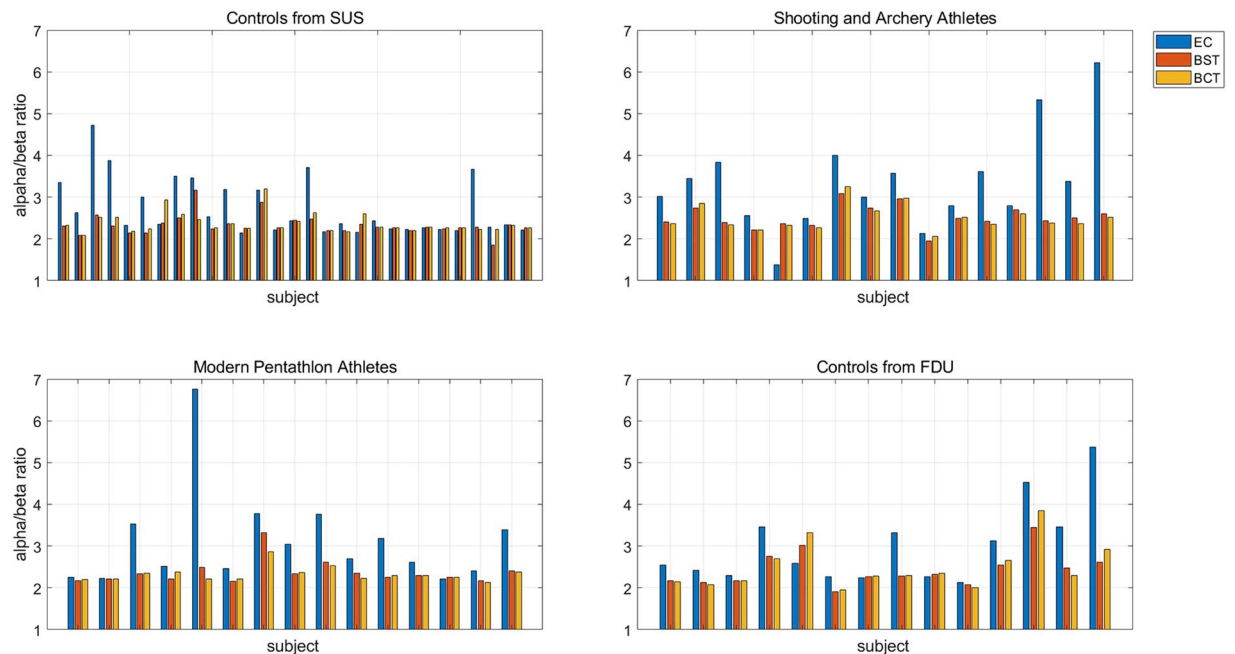 Controls from SUS
7
6
5
4
3
2
1
alpaha/beta ratio
subject
Shooting and Archery Athletes
7
6
5
4
3
2
1
subject
EC
BST
BCT
Modern Pentathlon Athletes
7
6
5
4
3
2
1
alpha/beta ratio
subject
Controls from FDU
7
6
5
4
3
2
1
subject